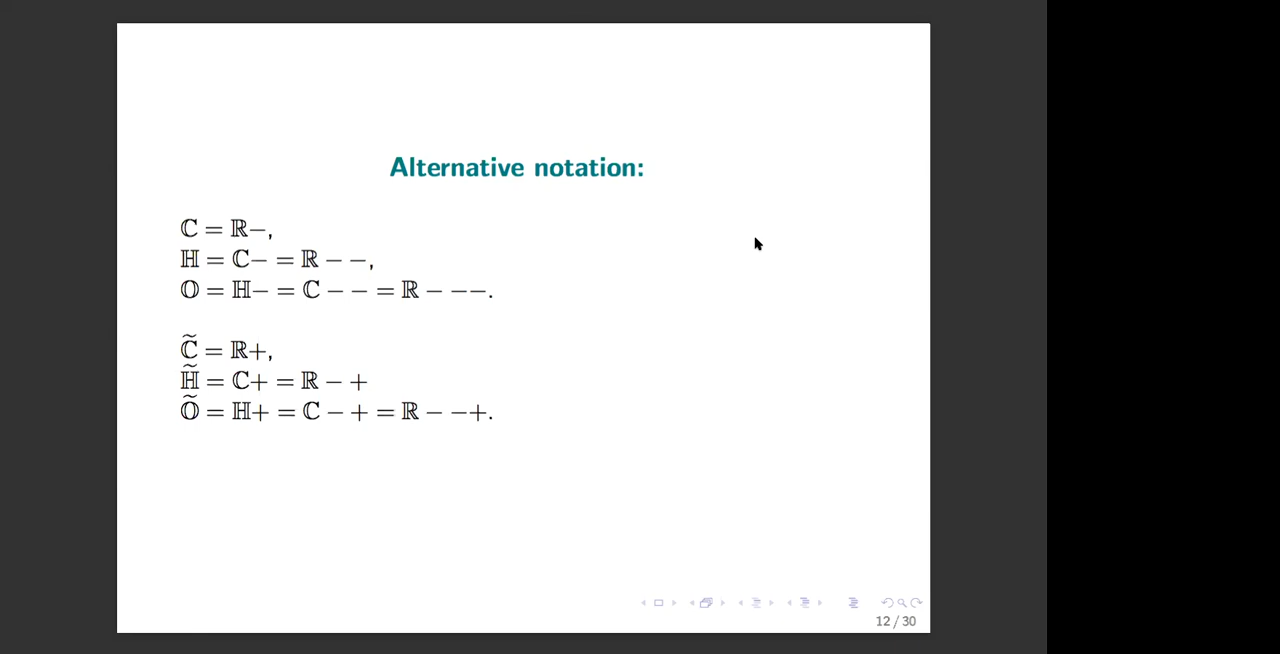 Alternative notation:
ℂ = ℝ−,
ℍ = ℂ− = ℝ − −,
𝕆 = ℍ− = ℂ − − = ℝ − − −.
ℂ̃ = ℝ+,
ℍ̃ = ℂ+ = ℝ − +
𝕆̃ = ℍ+ = ℂ − + = ℝ − − +.
12 / 30